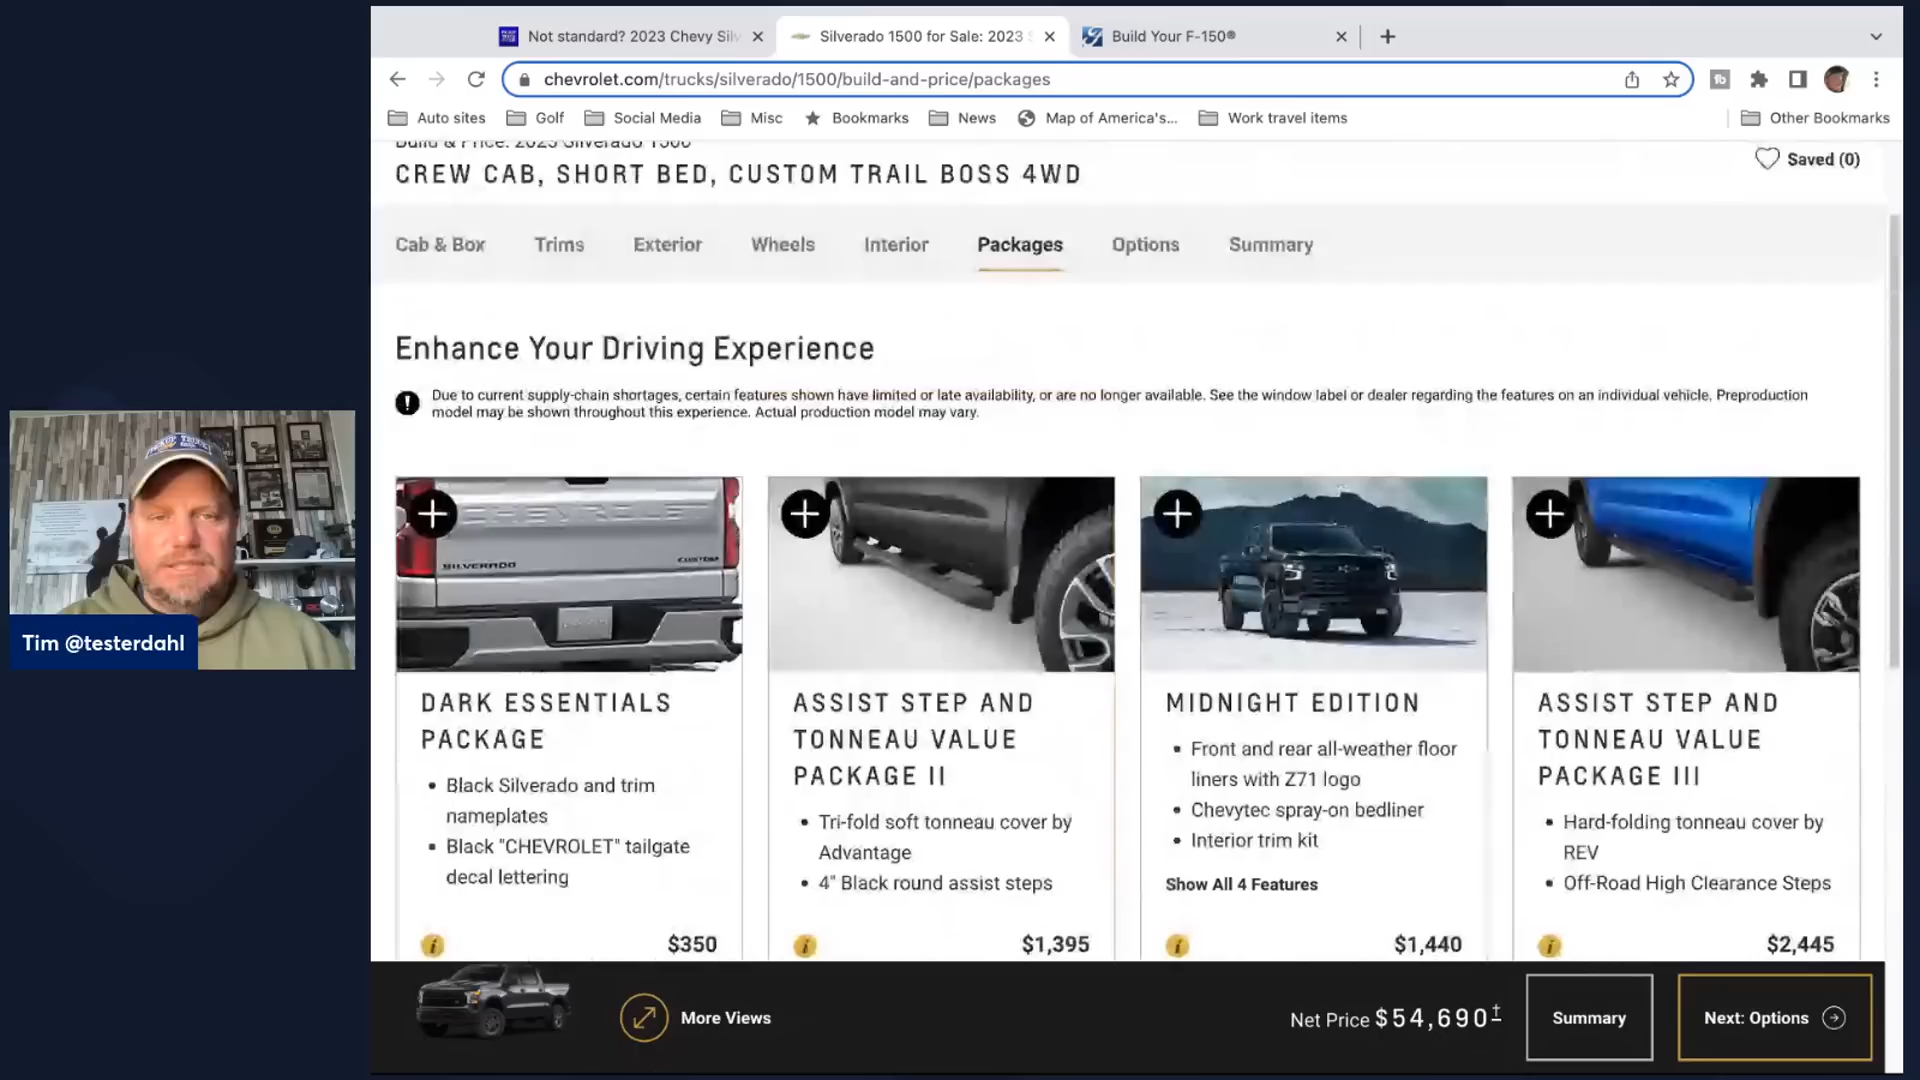 Not standard? 2023 Chevy Silv
Silverado 1500 for Sale: 2023 S
Build Your F-150®
chevrolet.com/trucks/silverado/1500/build-and-price/packages
Auto sites
Golf
Social Media
Misc
Bookmarks
News
Map of America's...
Work travel items
Other Bookmarks
Build & Price: 2023 Silverado 1500
CREW CAB, SHORT BED, CUSTOM TRAIL BOSS 4WD
Saved (0)
Cab & Box
Trims
Exterior
Wheels
Interior
Packages
Options
Summary
Enhance Your Driving Experience
Due to current supply-chain shortages, certain features shown have limited or late availability, or are no longer available. See the window label or dealer regarding the features on an individual vehicle. Preproduction
model may be shown throughout this experience. Actual production model may vary.
CHEVROLET
SILVERADO
CUSTOM
DARK ESSENTIALS
PACKAGE
• Black Silverado and trim
nameplates
• Black "CHEVROLET" tailgate
decal lettering
$350
ASSIST STEP AND
TONNEAU VALUE
PACKAGE II
• Tri-fold soft tonneau cover by
Advantage
• 4" Black round assist steps
$1,395
MIDNIGHT EDITION
• Front and rear all-weather floor
liners with Z71 logo
• Chevytec spray-on bedliner
• Interior trim kit
Show All 4 Features
$1,440
ASSIST STEP AND
TONNEAU VALUE
PACKAGE III
• Hard-folding tonneau cover by
REV
• Off-Road High Clearance Steps
$2,445
More Views
Net Price $54,690‡
Summary
Next: Options
PICKUP TRUCK
Tim @testerdahl